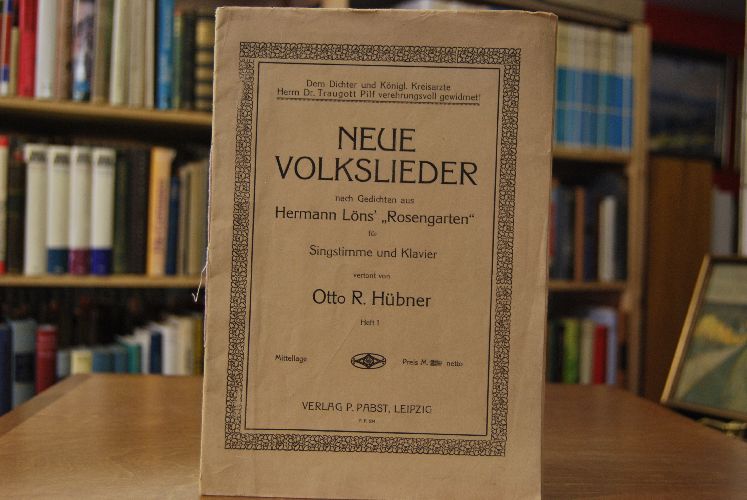 Dem Dichter und Königl. Kreisarzte
Herrn Dr. Traugott Pilf verehrungsvoll gewidmet!
NEUE
VOLKSLIEDER
nach Gedichten aus
Hermann Löns' „Rosengarten“
für
Singstimme und Klavier
vertont von
Otto R. Hübner
Heft 1
Mittellage
Preis M. netto
VERLAG P. PABST, LEIPZIG